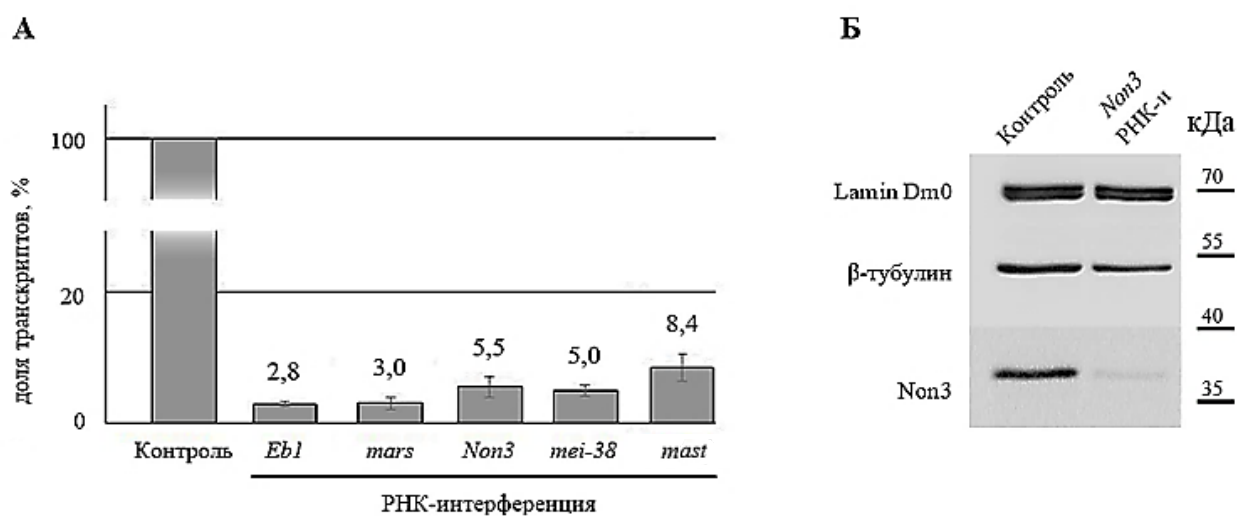 А
доля транскриптов, %
100
20
0
2,8
3,0
5,5
5,0
8,4
Контроль
Eb1
mars
Non3
mei-38
mast
РНК-интерференция
Б
Контроль
Non3
РНК-и
кДа
Lamin Dm0
70
55
β-тубулин
40
Non3
35